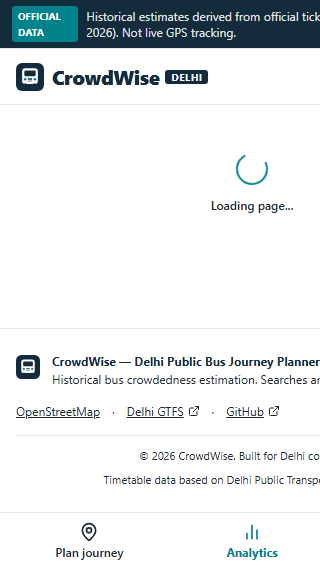 OFFICIAL
DATA
Historical estimates derived from official tick
2026). Not live GPS tracking.
CrowdWise DELHI
Loading page...
CrowdWise — Delhi Public Bus Journey Planner
Historical bus crowdedness estimation. Searches ar
OpenStreetMap · Delhi GTFS · GitHub
© 2026 CrowdWise. Built for Delhi co
Timetable data based on Delhi Public Transpo
Plan journey Analytics